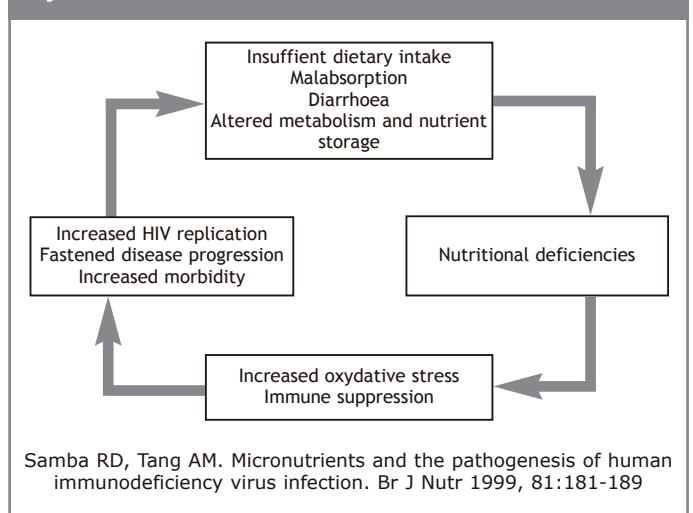 Insuffient dietary intake
Malabsorption
Diarrhoea
Altered metabolism and nutrient
storage
Increased HIV replication
Fastened disease progression
Increased morbidity
Nutritional deficiencies
Increased oxydative stress
Immune suppression
Samba RD, Tang AM. Micronutrients and the pathogenesis of human
immunodeficiency virus infection. Br J Nutr 1999, 81:181-189